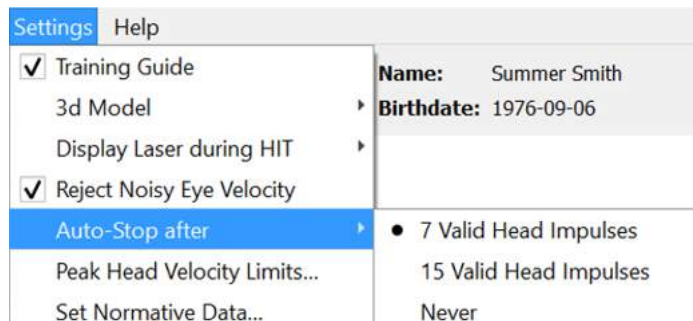 Settings Help
Training Guide
Name: Summer Smith
3d Model
Birthdate: 1976-09-06
Display Laser during HIT
Reject Noisy Eye Velocity
Auto-Stop after
7 Valid Head Impulses
Peak Head Velocity Limits...
15 Valid Head Impulses
Set Normative Data...
Never